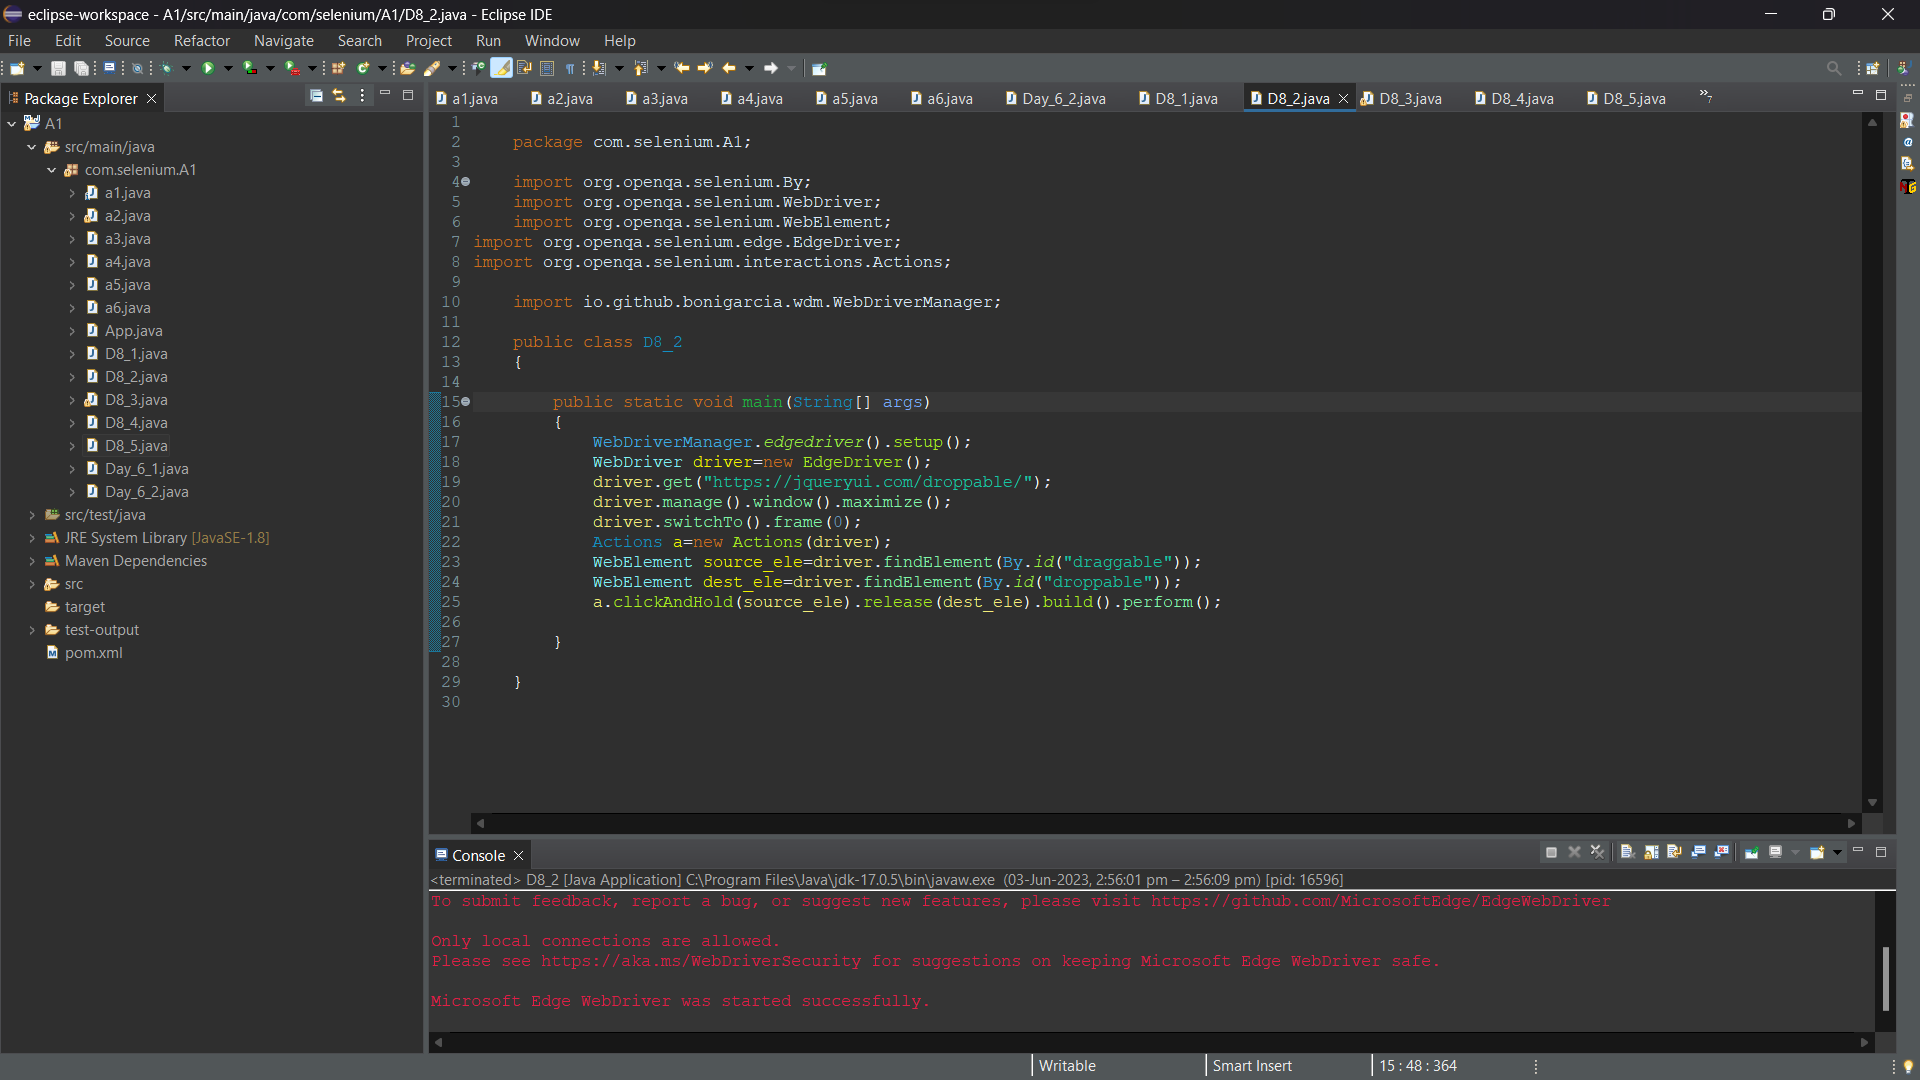 eclipse-workspace - A1/src/main/java/com/selenium/A1/D8_2.java - Eclipse IDE
File Edit Source Refactor Navigate Search Project Run Window Help
Package Explorer
a1.java a2.java a3.java a4.java a5.java a6.java Day_6_2.java D8_1.java D8_2.java D8_3.java D8_4.java D8_5.java »7
A1
src/main/java
com.selenium.A1
a1.java
a2.java
a3.java
a4.java
a5.java
a6.java
App.java
D8_1.java
D8_2.java
D8_3.java
D8_4.java
D8_5.java
Day_6_1.java
Day_6_2.java
src/test/java
JRE System Library [JavaSE-1.8]
Maven Dependencies
src
target
test-output
pom.xml
1
2 package com.selenium.A1;
3
4 import org.openqa.selenium.By;
5 import org.openqa.selenium.WebDriver;
6 import org.openqa.selenium.WebElement;
7 import org.openqa.selenium.edge.EdgeDriver;
8 import org.openqa.selenium.interactions.Actions;
9
10 import io.github.bonigarcia.wdm.WebDriverManager;
11
12 public class D8_2
13 {
14
15 public static void main(String[] args)
16 {
17 WebDriverManager.edgedriver().setup();
18 WebDriver driver=new EdgeDriver();
19 driver.get("https://jqueryui.com/droppable/");
20 driver.manage().window().maximize();
21 driver.switchTo().frame(0);
22 Actions a=new Actions(driver);
23 WebElement source_ele=driver.findElement(By.id("draggable"));
24 WebElement dest_ele=driver.findElement(By.id("droppable"));
25 a.clickAndHold(source_ele).release(dest_ele).build().perform();
26
27 }
28
29 }
30
Console
<terminated> D8_2 [Java Application] C:\Program Files\Java\jdk-17.0.5\bin\javaw.exe (03-Jun-2023, 2:56:01 pm – 2:56:09 pm) [pid: 16596]
To submit feedback, report a bug, or suggest new features, please visit https://github.com/MicrosoftEdge/EdgeWebDriver
Only local connections are allowed.
Please see https://aka.ms/WebDriverSecurity for suggestions on keeping Microsoft Edge WebDriver safe.
Microsoft Edge WebDriver was started successfully.
Writable Smart Insert 15 : 48 : 364